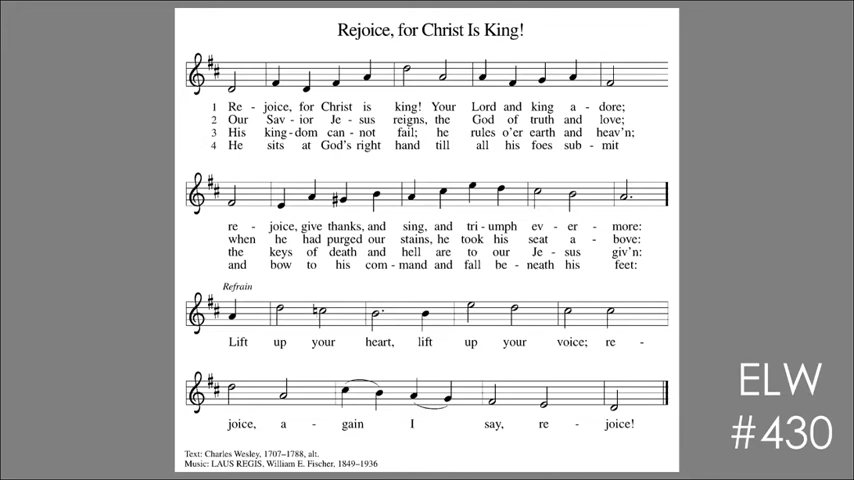 Rejoice, for Christ Is King!
1 Re - joice, for Christ is king! Your Lord and king a - dore;
2 Our Sav - ior Je - sus reigns, the God of truth and love;
3 His king - dom can - not fail; he rules o'er earth and heav'n;
4 He sits at God's right hand till all his foes sub - mit
re - joice, give thanks, and sing, and tri - umph ev - er - more:
when he had purged our stains, he took his seat a - bove:
the keys of death and hell are to our Je - sus giv'n:
and bow to his com - mand and fall be - neath his feet:
Refrain
Lift up your heart, lift up your voice; re -
joice, a - gain I say, re - joice!
Text: Charles Wesley, 1707–1788, alt.
Music: LAUS REGIS, William E. Fischer, 1849–1936
ELW
#430